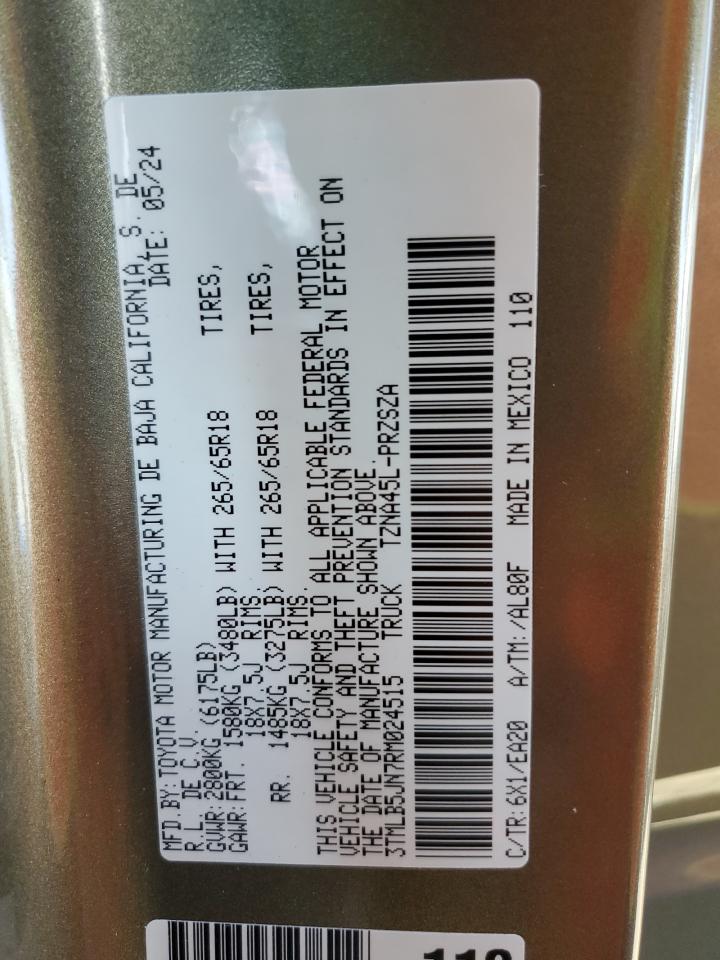 MFD.BY:TOYOTA MOTOR MANUFACTURING DE BAJA CALIFORNIA, S. DE
R.L. DE C.V. DATE: 05/24
GVWR:2800KG (6175LB)
GAWR:FRT. 1580KG (3480LB) WITH 265/65R18 TIRES,
18X7.5J RIMS,
RR. 1485KG (3275LB) WITH 265/65R18 TIRES,
18X7.5J RIMS.
THIS VEHICLE CONFORMS TO ALL APPLICABLE FEDERAL MOTOR
VEHICLE SAFETY AND THEFT PREVENTION STANDARDS IN EFFECT ON
THE DATE OF MANUFACTURE SHOWN ABOVE.
3TMLB5JN7RM024515 TRUCK TZNA45L-PRZSZA
C/TR:6X1/EA20 A/TM:/AL80F MADE IN MEXICO 110